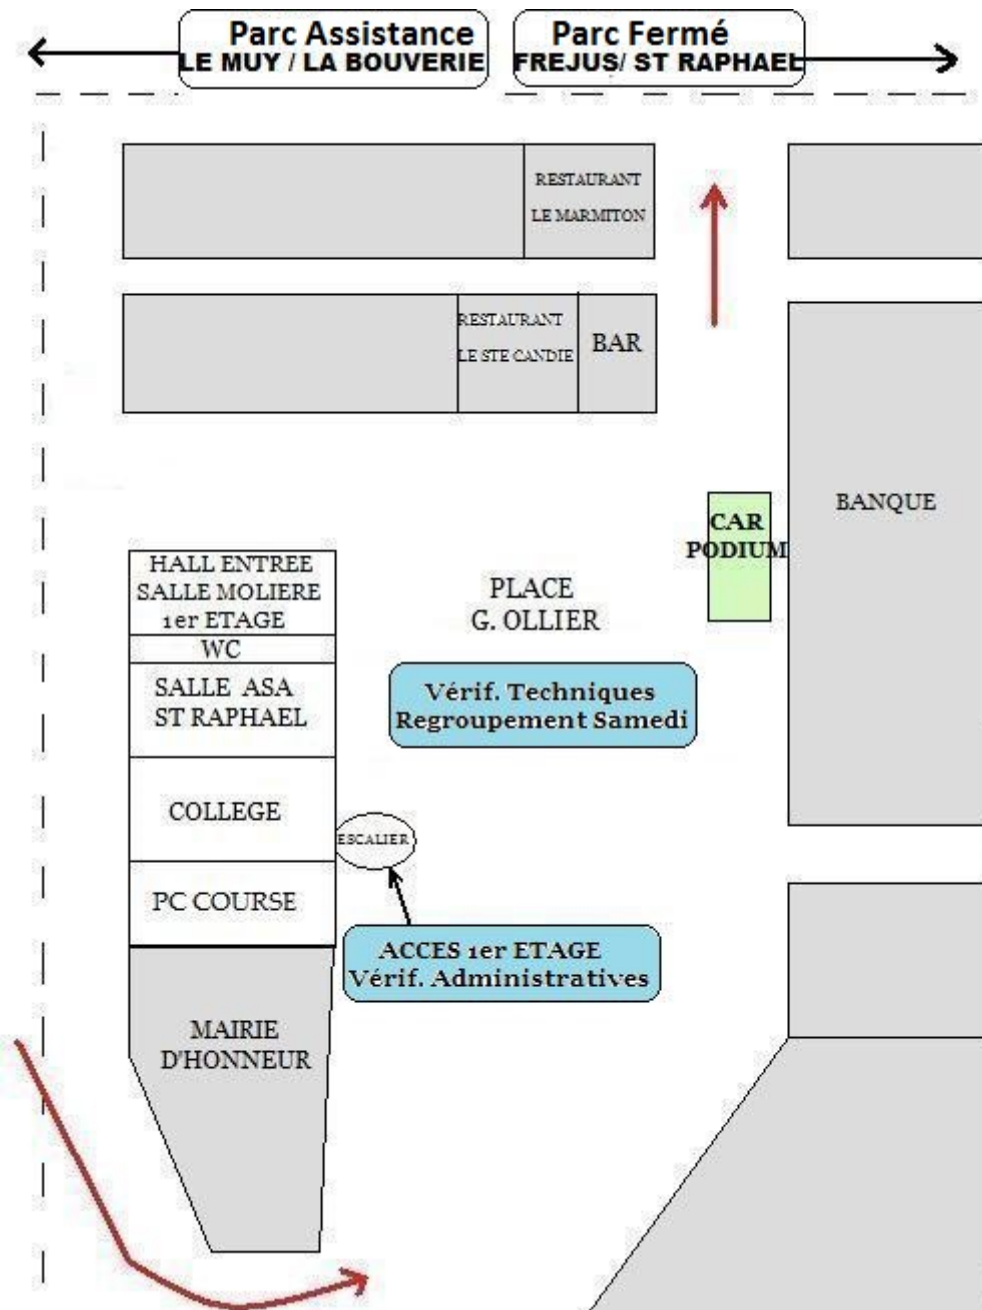 Parc Assistance
LE MUY / LA BOUVERIE
Parc Fermé
FREJUS/ ST RAPHAEL
RESTAURANT
LE MARMITON
RESTAURANT
LE STE CANDIE
BAR
BANQUE
CAR
PODIUM
HALL ENTREE
SALLE MOLIERE
1er ETAGE
WC
SALLE ASA
ST RAPHAEL
PLACE
G. OLLIER
Vérif. Techniques
Regroupement Samedi
COLLEGE
ESCALIER
PC COURSE
ACCES 1er ETAGE
Vérif. Administratives
MAIRIE
D'HONNEUR